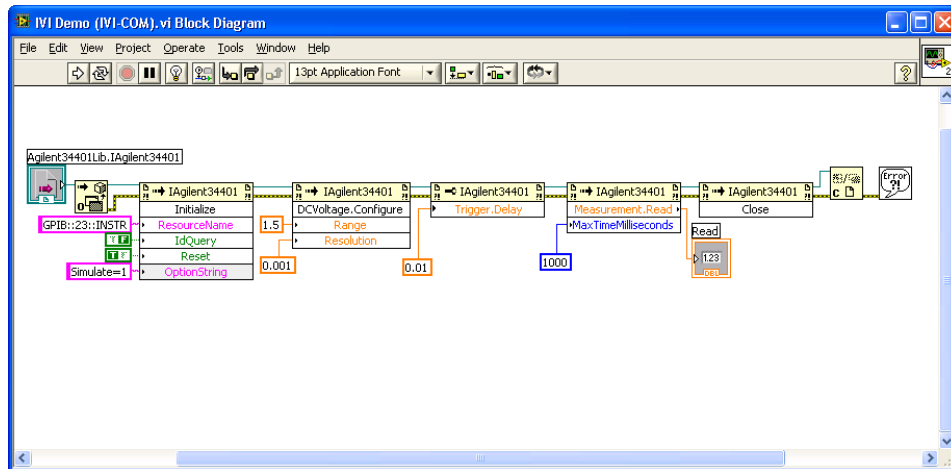 IVI Demo (IVI-COM).vi Block Diagram
File Edit View Project Operate Tools Window Help
13pt Application Font
?
2
Agilent34401Lib.IAgilent34401
IAgilent34401
Initialize
ResourceName
IdQuery
Reset
OptionString
GPIB::23::INSTR
T F
T F
Simulate=1
IAgilent34401
DCVoltage.Configure
Range
Resolution
1.5
0.001
IAgilent34401
Trigger.Delay
0.01
IAgilent34401
Measurement.Read
MaxTimeMilliseconds
1000
Read
1.23
DBL
IAgilent34401
Close
C
Error
?!